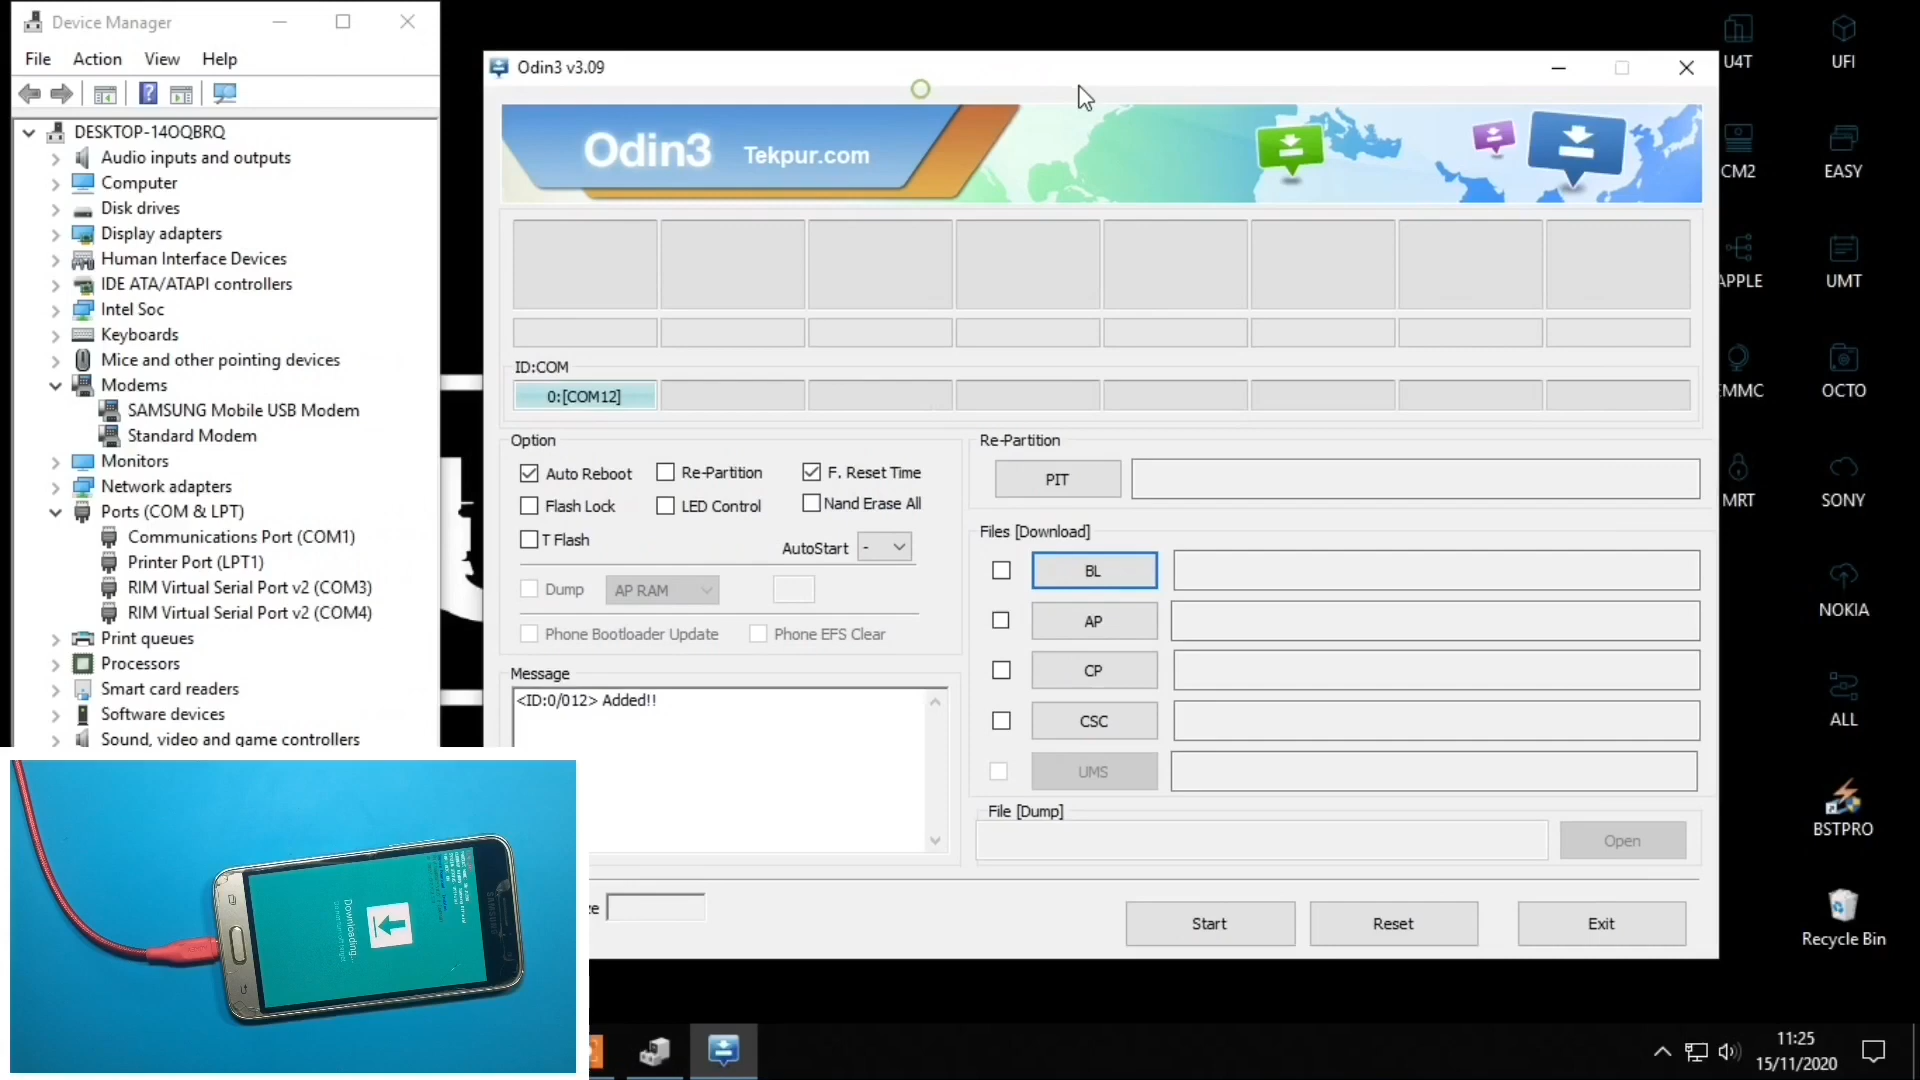 Device Manager
File Action View Help
DESKTOP-14OQBRQ
Audio inputs and outputs
Computer
Disk drives
Display adapters
Human Interface Devices
IDE ATA/ATAPI controllers
Intel Soc
Keyboards
Mice and other pointing devices
Modems
SAMSUNG Mobile USB Modem
Standard Modem
Monitors
Network adapters
Ports (COM & LPT)
Communications Port (COM1)
Printer Port (LPT1)
RIM Virtual Serial Port v2 (COM3)
RIM Virtual Serial Port v2 (COM4)
Print queues
Processors
Smart card readers
Software devices
Sound, video and game controllers
Odin3 v3.09
Odin3 Tekpur.com
ID:COM
0:[COM12]
Option
Auto Reboot Re-Partition F. Reset Time
Flash Lock LED Control Nand Erase All
T Flash AutoStart -
Dump AP RAM
Phone Bootloader Update Phone EFS Clear
Message
<ID:0/012> Added!!
Re-Partition
PIT
Files [Download]
BL
AP
CP
CSC
UMS
File [Dump]
Open
ze
Start Reset Exit
U4T UFI
CM2 EASY
APPLE UMT
EMMC OCTO
MRT SONY
NOKIA
ALL
BSTPRO
Recycle Bin
Downloading...
SAMSUNG
11:25
15/11/2020